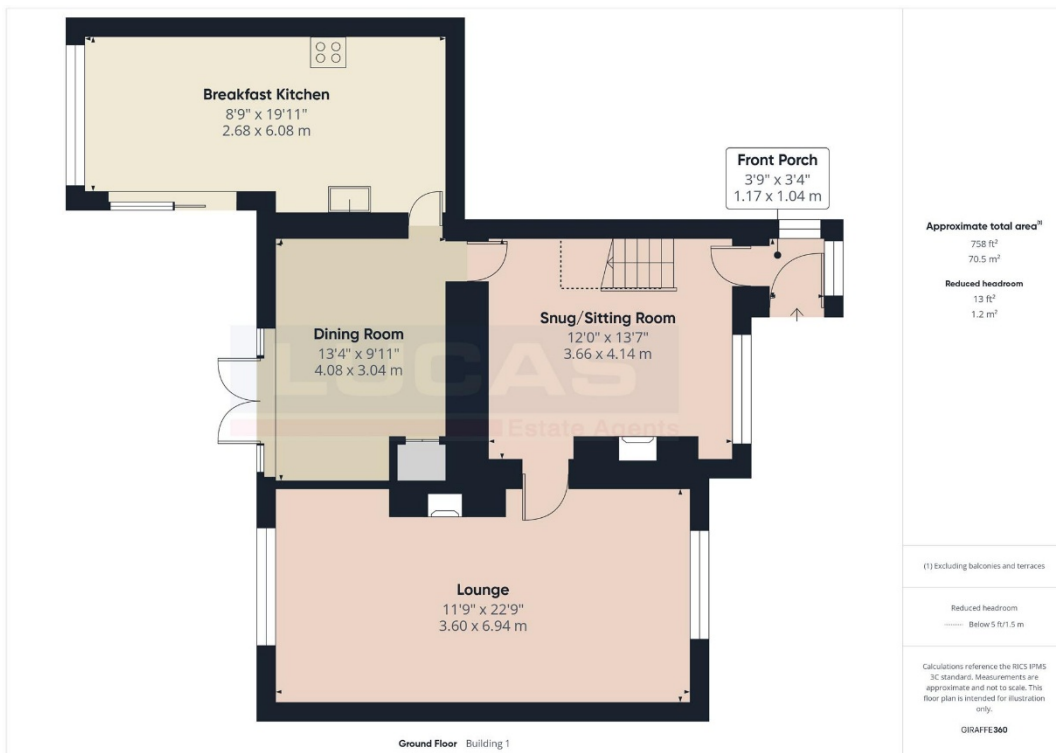 Breakfast Kitchen
8'9" x 19'11"
2.68 x 6.08 m
Front Porch
3'9" x 3'4"
1.17 x 1.04 m
Dining Room
13'4" x 9'11"
4.08 x 3.04 m
Snug/Sitting Room
12'0" x 13'7"
3.66 x 4.14 m
LUCAS
Estate Agents
Lounge
11'9" x 22'9"
3.60 x 6.94 m
Ground Floor Building 1
Approximate total area(1)
758 ft²
70.5 m²
Reduced headroom
13 ft²
1.2 m²
(1) Excluding balconies and terraces
Reduced headroom
Below 5 ft/1.5 m
Calculations reference the RICS IPMS
3C standard. Measurements are
approximate and not to scale. This
floor plan is intended for illustration
only.
GIRAFFE360